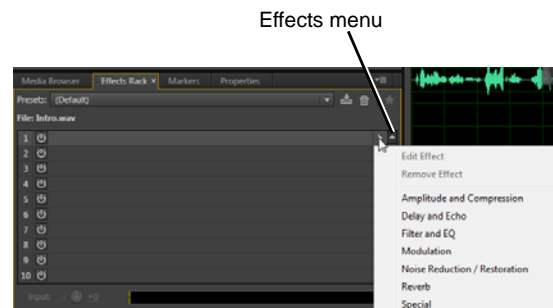 Effects menu
Media Browser Effects Rack × Markers Properties
Presets: (Default)
File: Intro.wav
1
2
3
4
5
6
7
8
9
10
Input: +0
Edit Effect
Remove Effect
Amplitude and Compression
Delay and Echo
Filter and EQ
Modulation
Noise Reduction / Restoration
Reverb
Special